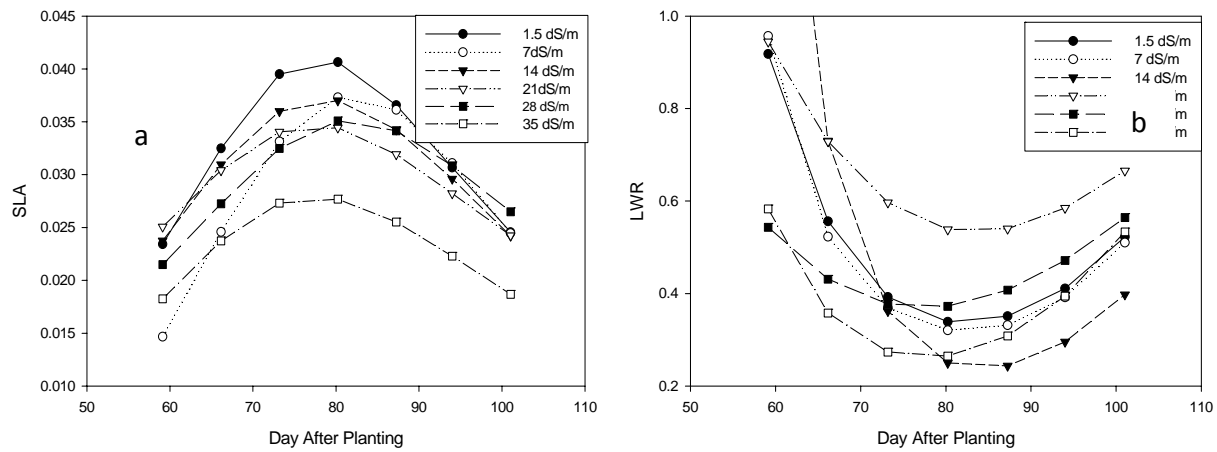 0.045
0.040
0.035
0.030
0.025
0.020
0.015
0.010
SLA
50 60 70 80 90 100 110
Day After Planting
a
1.5 dS/m
7dS/m
14 dS/m
21dS/m
28 dS/m
35 dS/m
1.0
0.8
0.6
0.4
0.2
LWR
50 60 70 80 90 100 110
Day After Planting
b
1.5 dS/m
7 dS/m
14 dS/m
m
m
m